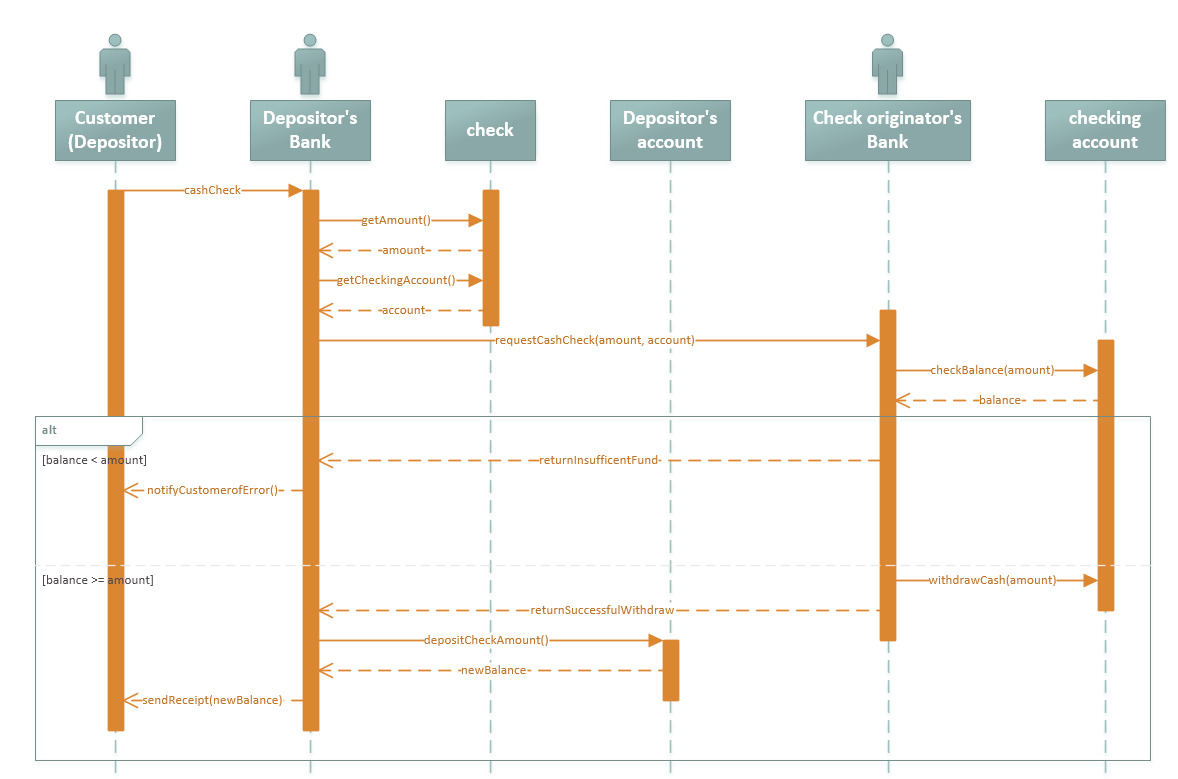 Customer
(Depositor)
Depositor's
Bank
check
Depositor's
account
Check originator's
Bank
checking
account
cashCheck
getAmount()
amount
getCheckingAccount()
account
requestCashCheck(amount, account)
checkBalance(amount)
balance
alt
[balance < amount]
returnInsufficentFund
notifyCustomerofError()
[balance >= amount]
withdrawCash(amount)
returnSuccessfulWithdraw
depositCheckAmount()
newBalance
sendReceipt(newBalance)